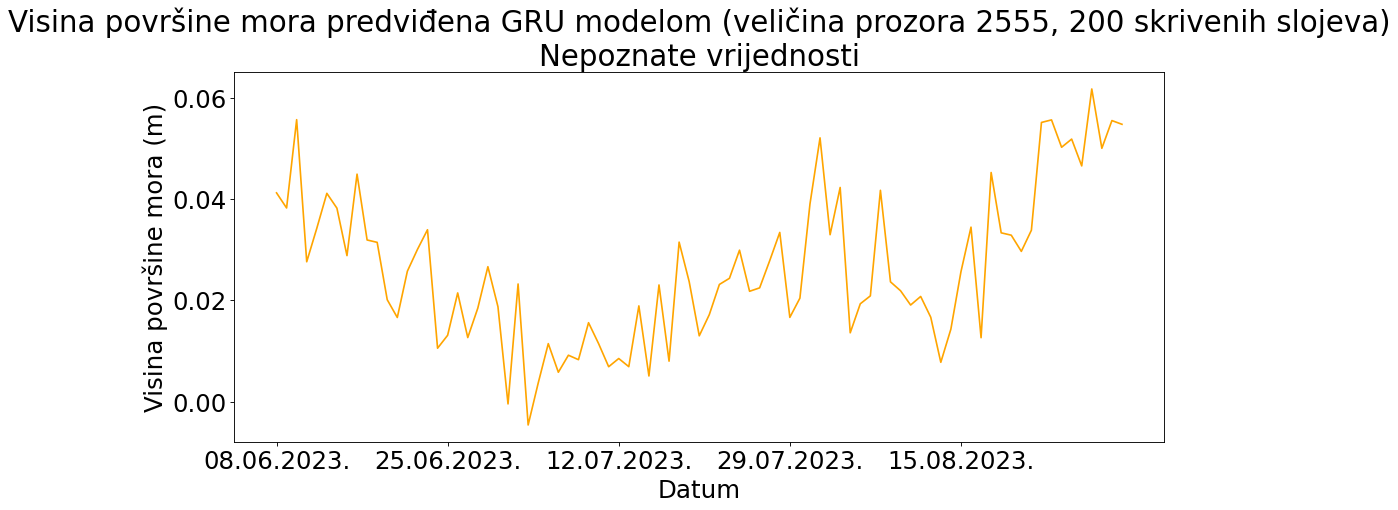 Visina površine mora predviđena GRU modelom (veličina prozora 2555, 200 skrivenih slojeva)
Nepoznate vrijednosti
Visina površine mora (m)
0.06
0.04
0.02
0.00
08.06.2023.
25.06.2023.
12.07.2023.
29.07.2023.
15.08.2023.
Datum